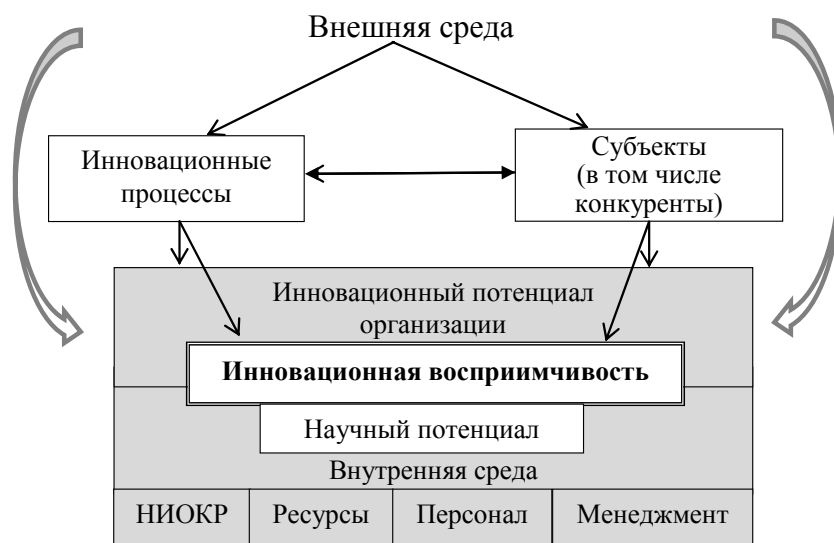 Внешняя среда
Инновационные
процессы
Субъекты
(в том числе
конкуренты)
Инновационный потенциал
организации
Инновационная восприимчивость
Научный потенциал
Внутренняя среда
НИОКР
Ресурсы
Персонал
Менеджмент